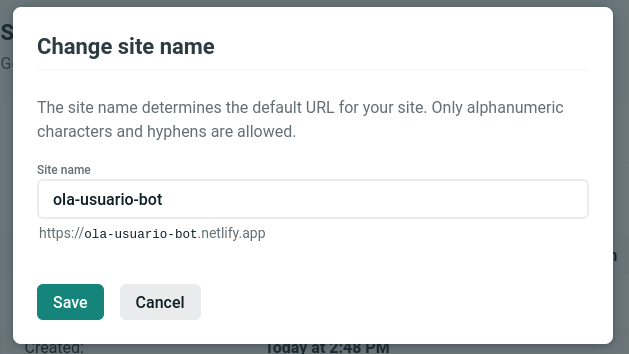 Change site name
The site name determines the default URL for your site. Only alphanumeric
characters and hyphens are allowed.
Site name
ola-usuario-bot
https://ola-usuario-bot.netlify.app
Save Cancel
Created: Today at 2:48 PM